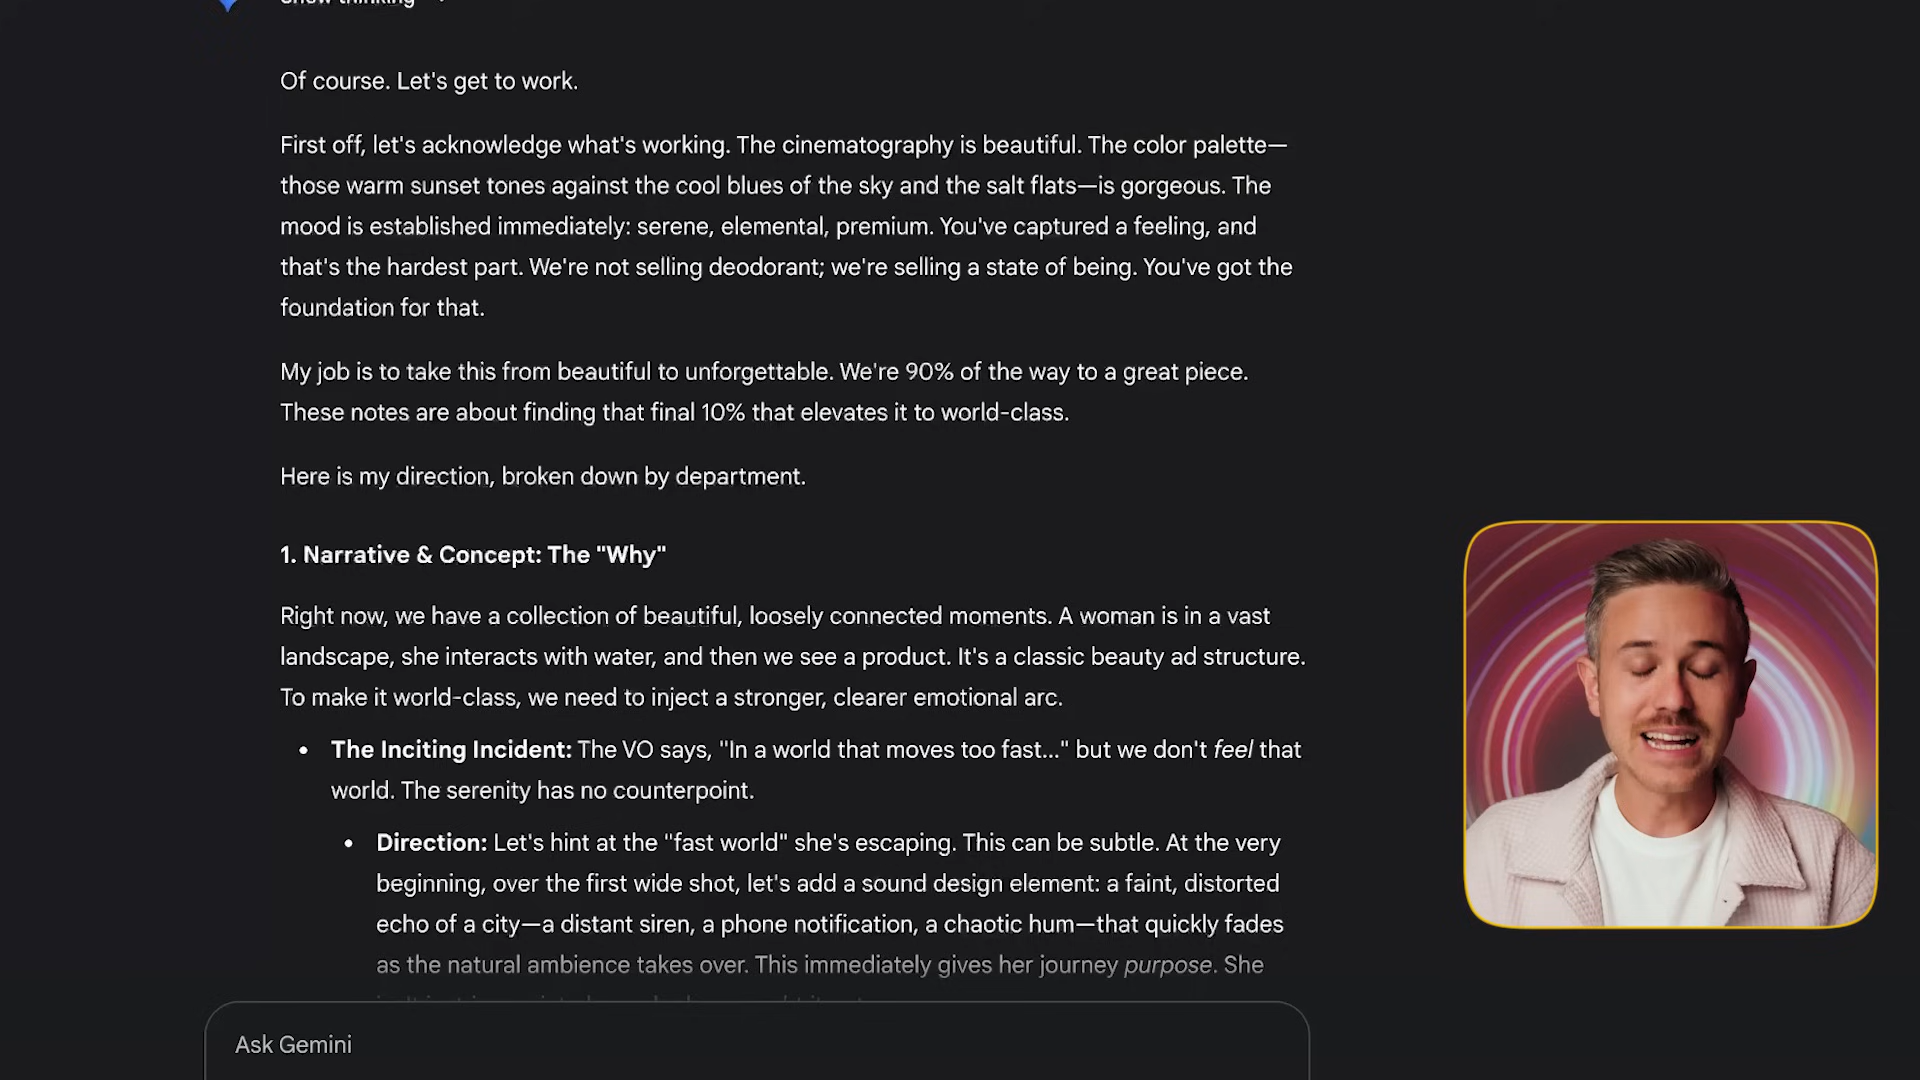 Show thinking
Of course. Let's get to work.
First off, let's acknowledge what's working. The cinematography is beautiful. The color palette—
those warm sunset tones against the cool blues of the sky and the salt flats—is gorgeous. The
mood is established immediately: serene, elemental, premium. You've captured a feeling, and
that's the hardest part. We're not selling deodorant; we're selling a state of being. You've got the
foundation for that.
My job is to take this from beautiful to unforgettable. We're 90% of the way to a great piece.
These notes are about finding that final 10% that elevates it to world-class.
Here is my direction, broken down by department.
1. Narrative & Concept: The "Why"
Right now, we have a collection of beautiful, loosely connected moments. A woman is in a vast
landscape, she interacts with water, and then we see a product. It's a classic beauty ad structure.
To make it world-class, we need to inject a stronger, clearer emotional arc.
• The Inciting Incident: The VO says, "In a world that moves too fast..." but we don't feel that
world. The serenity has no counterpoint.
• Direction: Let's hint at the "fast world" she's escaping. This can be subtle. At the very
beginning, over the first wide shot, let's add a sound design element: a faint, distorted
echo of a city—a distant siren, a phone notification, a chaotic hum—that quickly fades
as the natural ambience takes over. This immediately gives her journey purpose. She
Ask Gemini